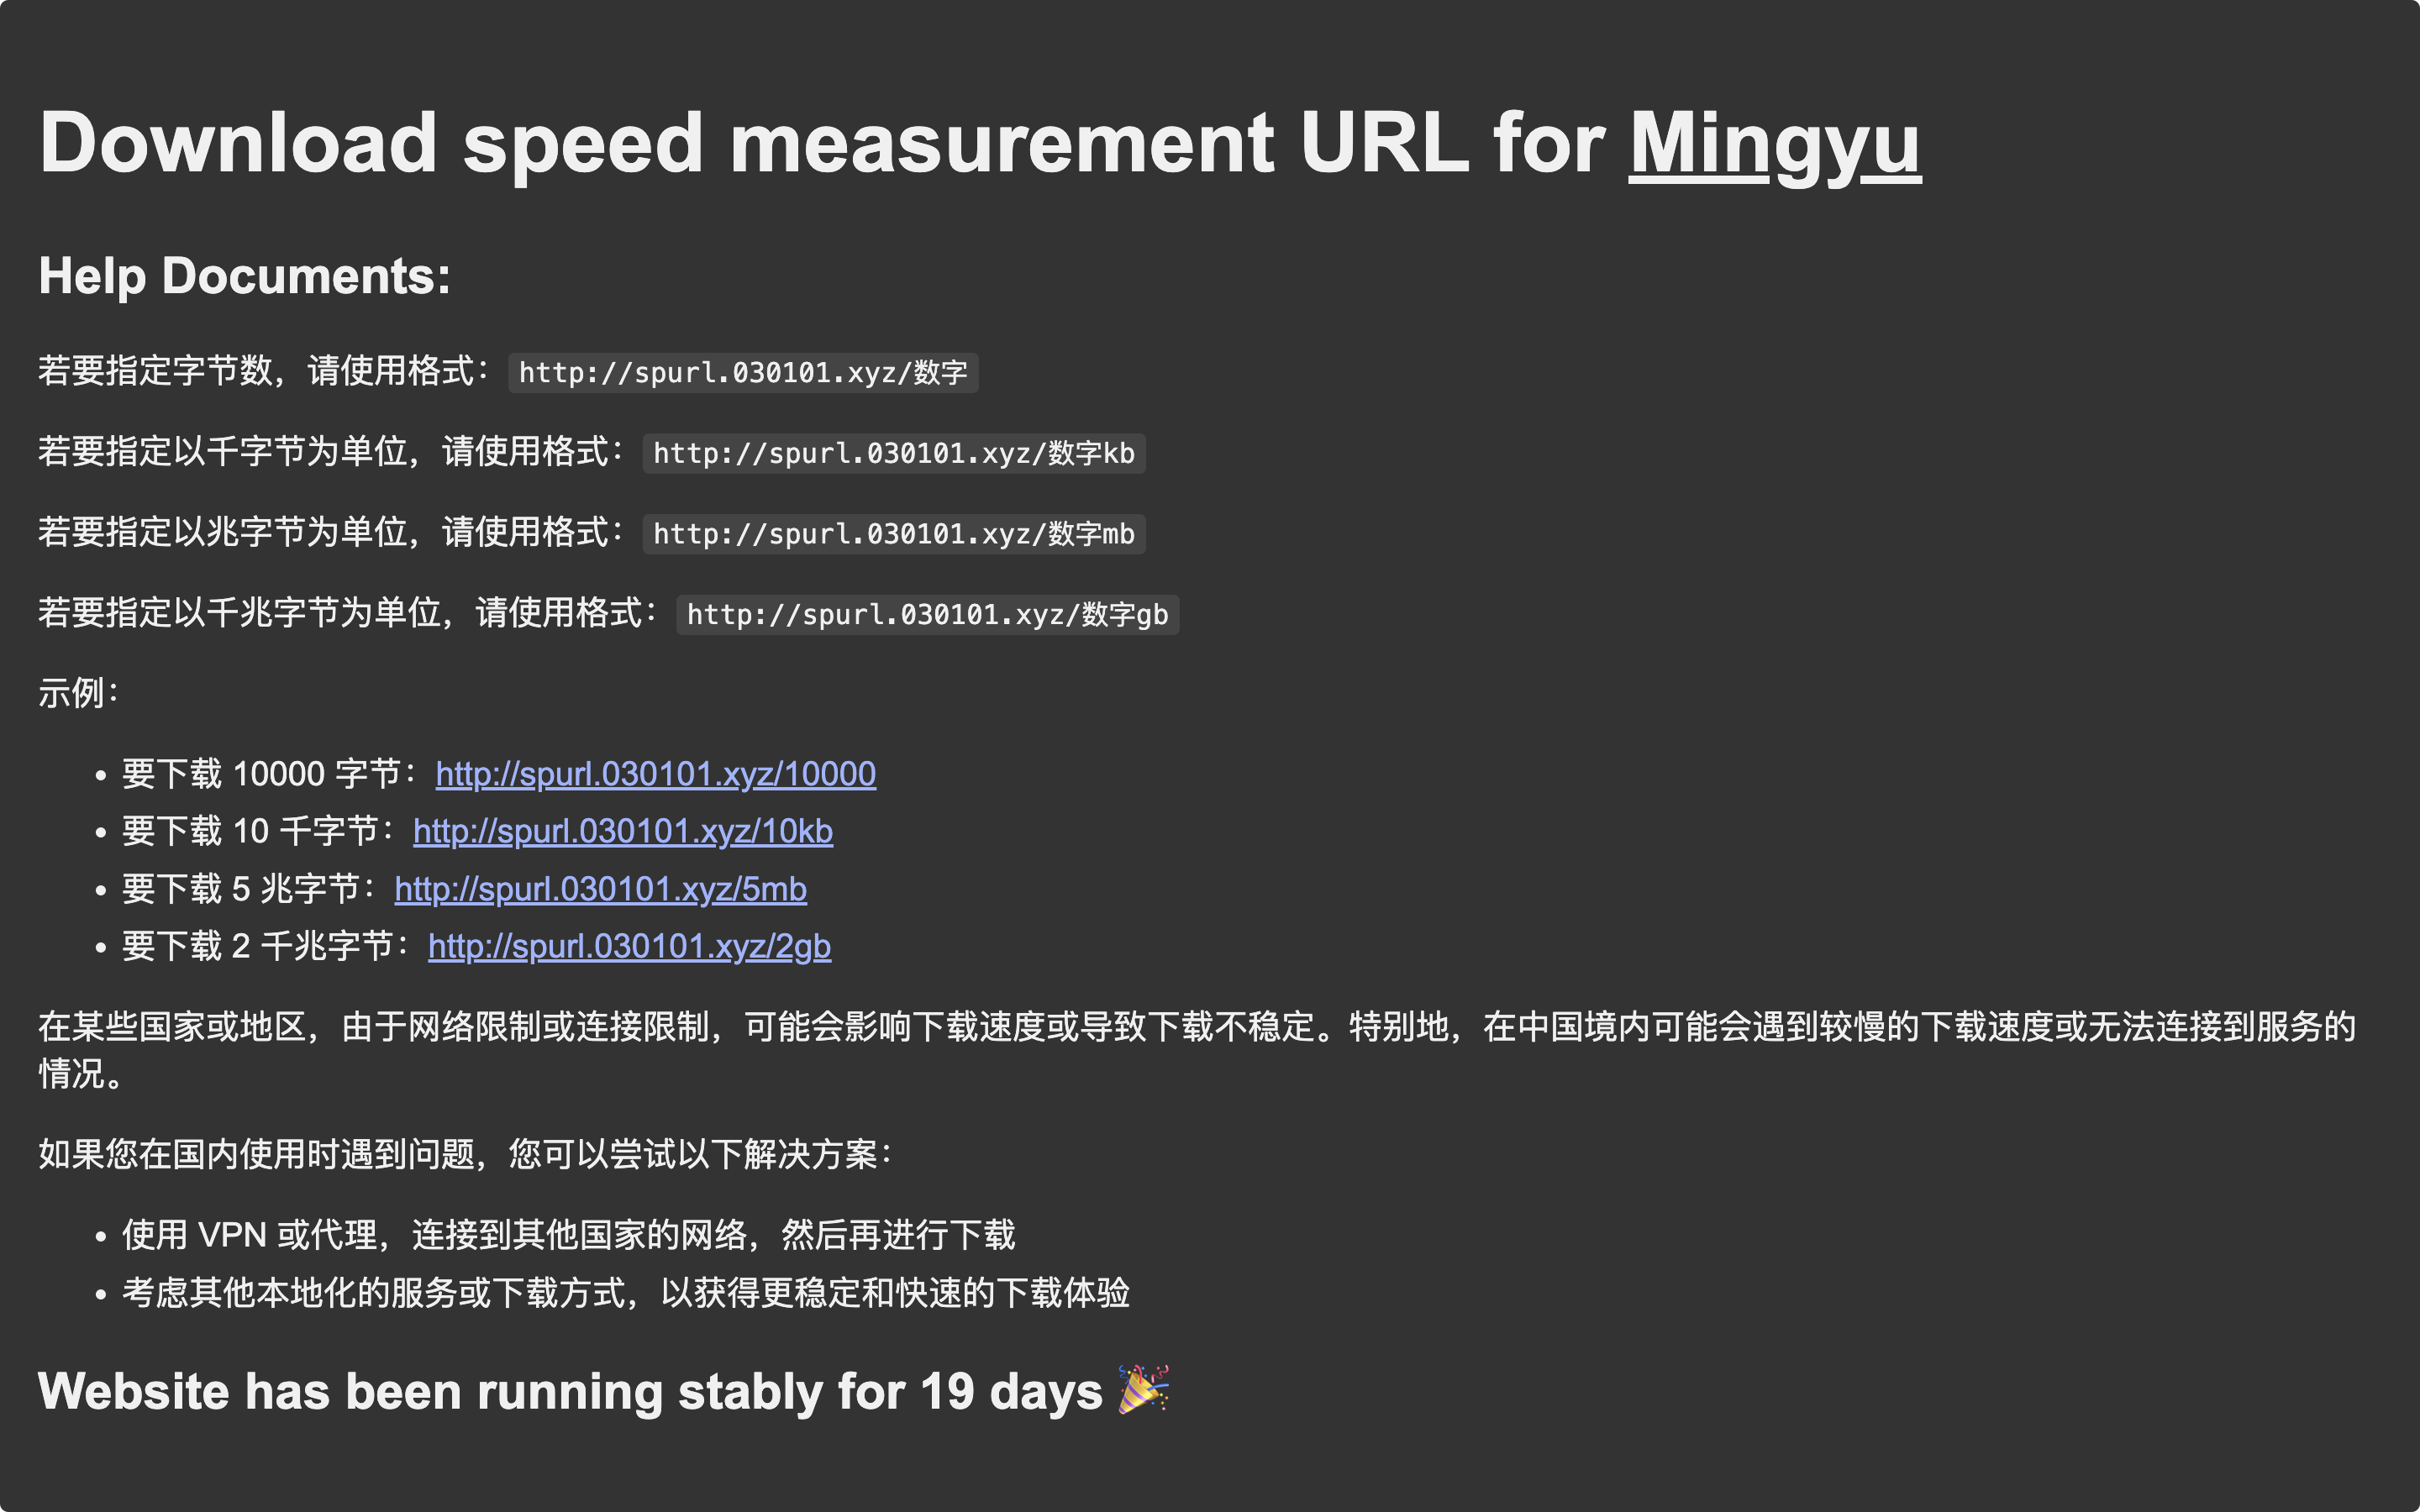 Download speed measurement URL for Mingyu
Help Documents:
若要指定字节数，请使用格式： http://spurl.030101.xyz/数字
若要指定以千字节为单位，请使用格式： http://spurl.030101.xyz/数字kb
若要指定以兆字节为单位，请使用格式： http://spurl.030101.xyz/数字mb
若要指定以千兆字节为单位，请使用格式： http://spurl.030101.xyz/数字gb
示例：
• 要下载 10000 字节： http://spurl.030101.xyz/10000
• 要下载 10 千字节： http://spurl.030101.xyz/10kb
• 要下载 5 兆字节： http://spurl.030101.xyz/5mb
• 要下载 2 千兆字节： http://spurl.030101.xyz/2gb
在某些国家或地区，由于网络限制或连接限制，可能会影响下载速度或导致下载不稳定。特别地，在中国境内可能会遇到较慢的下载速度或无法连接到服务的
情况。
如果您在国内使用时遇到问题，您可以尝试以下解决方案：
• 使用 VPN 或代理，连接到其他国家的网络，然后再进行下载
• 考虑其他本地化的服务或下载方式，以获得更稳定和快速的下载体验
Website has been running stably for 19 days 🎉